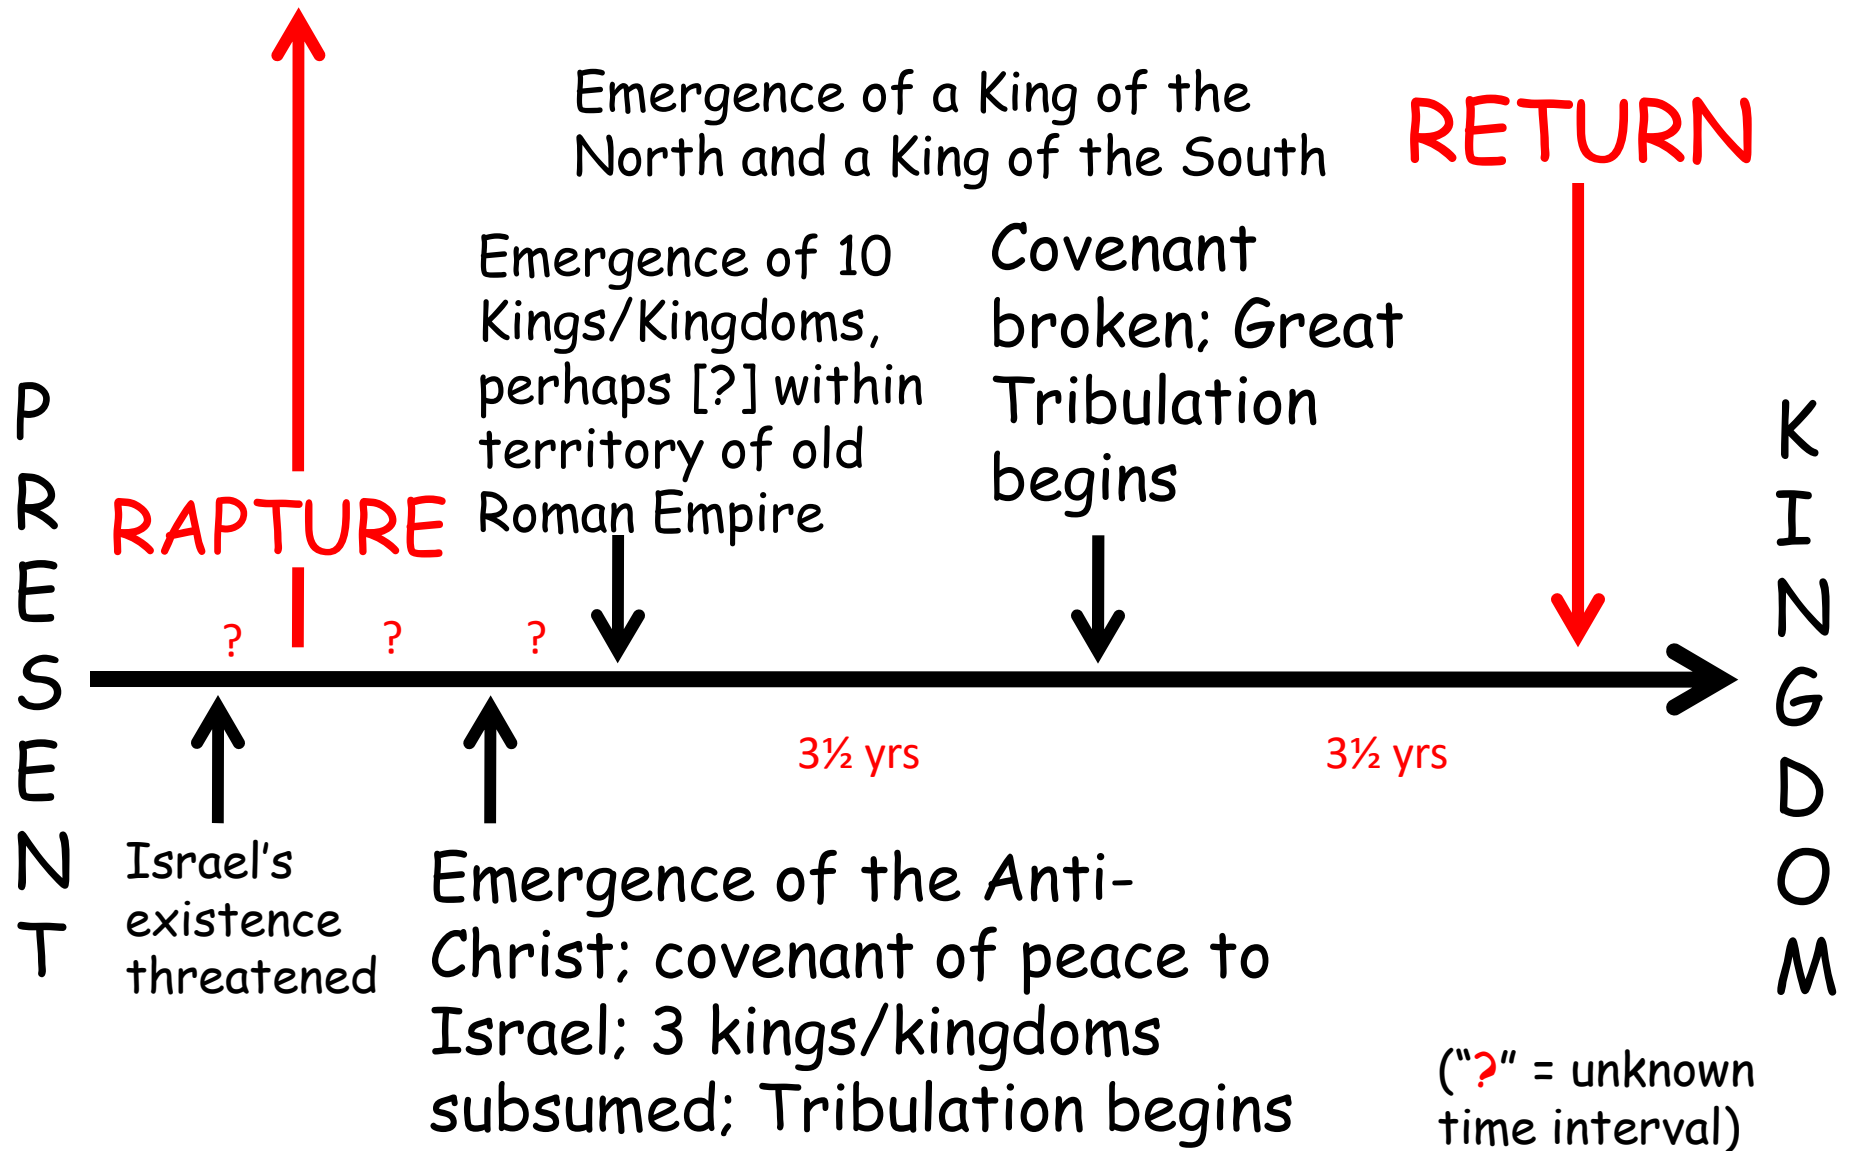 Emergence of a King of the
North and a King of the South
RETURN
Emergence of 10
Kings/Kingdoms,
perhaps [?] within
territory of old
Roman Empire
Covenant
broken; Great
Tribulation
begins
PRESENT
RAPTURE
KINGDOM
?
?
?
3½ yrs
3½ yrs
Israel’s
existence
threatened
Emergence of the Anti-
Christ; covenant of peace to
Israel; 3 kings/kingdoms
subsumed; Tribulation begins
(“?” = unknown
time interval)